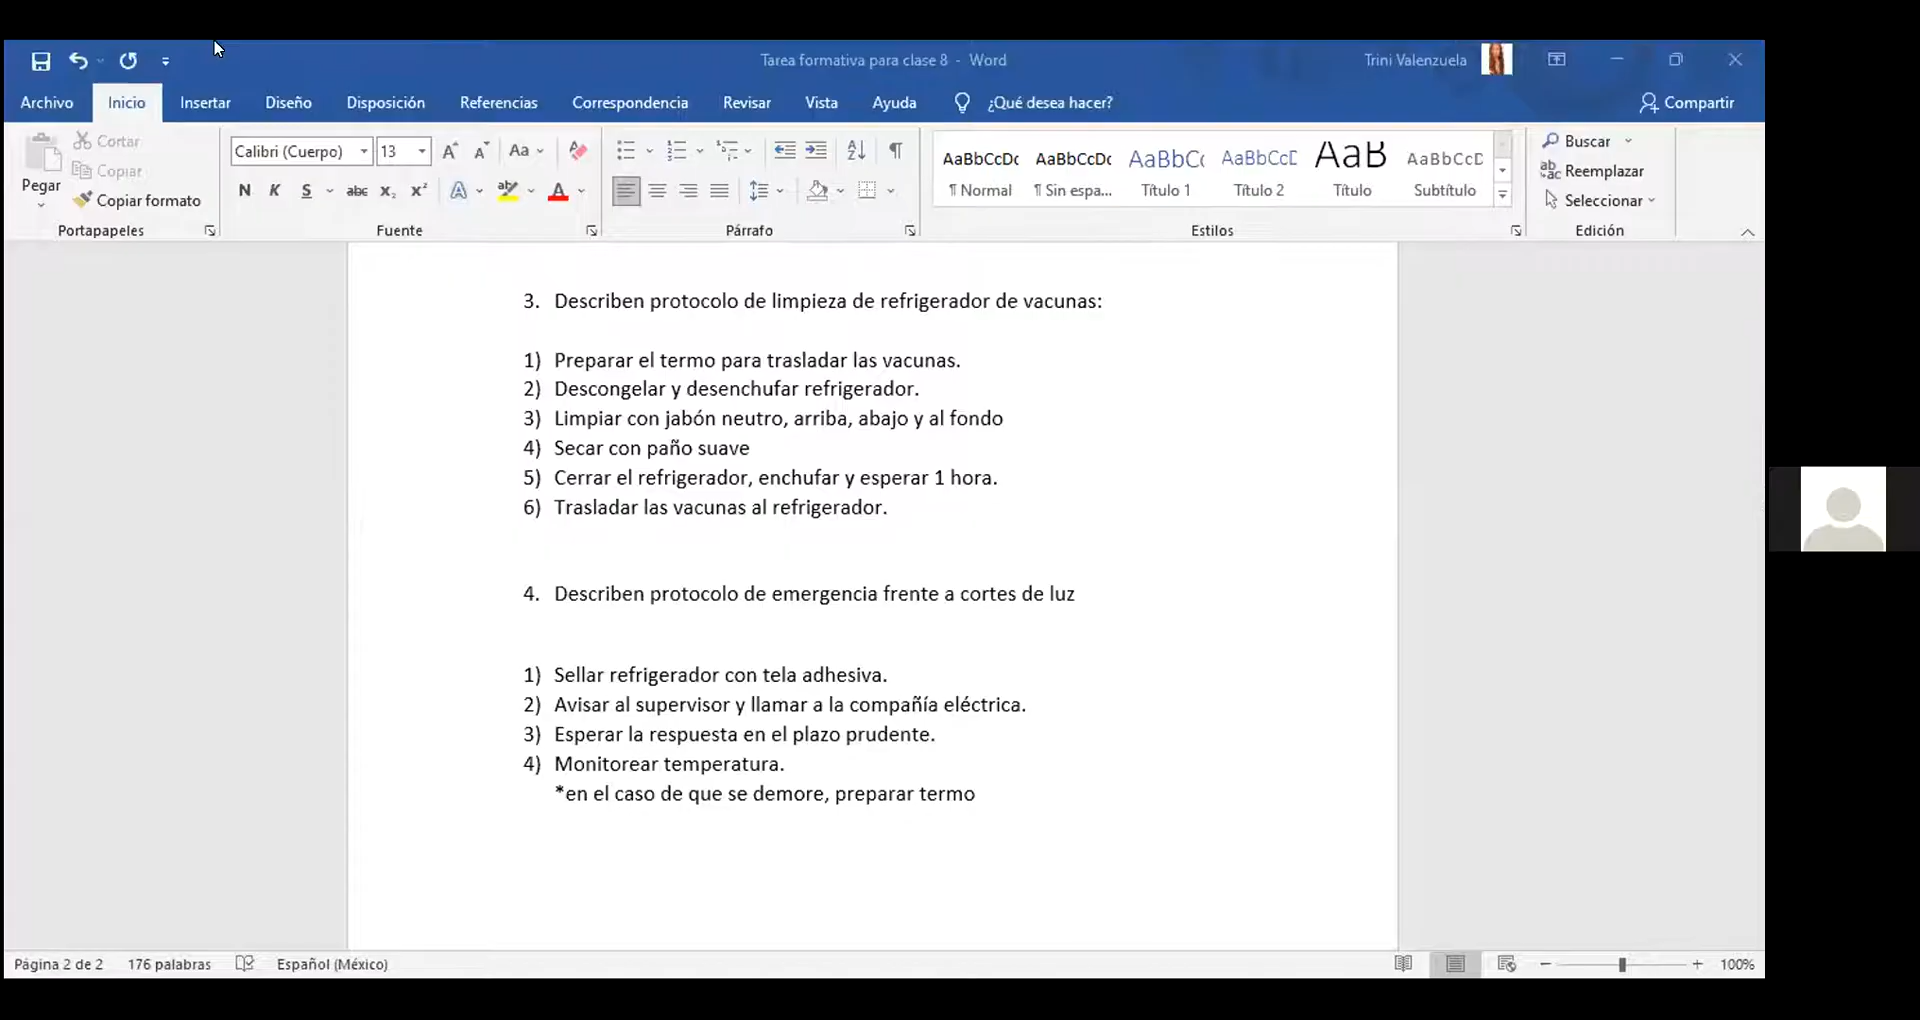 Tarea formativa para clase 8 - Word
Trini Valenzuela
Archivo
Inicio
Insertar
Diseño
Disposición
Referencias
Correspondencia
Revisar
Vista
Ayuda
¿Qué desea hacer?
Compartir
Pegar
Cortar
Copiar
Copiar formato
Portapapeles
Calibri (Cuerpo)
13
Aa
N K S abc x₂ x²
Fuente
Párrafo
AaBbCcDc
¶ Normal
AaBbCcDc
¶ Sin espa...
AaBbC
Título 1
AaBbCcD
Título 2
AaB
Título
AaBbCcD
Subtítulo
Estilos
Buscar
Reemplazar
Seleccionar
Edición
3. Describen protocolo de limpieza de refrigerador de vacunas:
1) Preparar el termo para trasladar las vacunas.
2) Descongelar y desenchufar refrigerador.
3) Limpiar con jabón neutro, arriba, abajo y al fondo
4) Secar con paño suave
5) Cerrar el refrigerador, enchufar y esperar 1 hora.
6) Trasladar las vacunas al refrigerador.
4. Describen protocolo de emergencia frente a cortes de luz
1) Sellar refrigerador con tela adhesiva.
2) Avisar al supervisor y llamar a la compañía eléctrica.
3) Esperar la respuesta en el plazo prudente.
4) Monitorear temperatura.
*en el caso de que se demore, preparar termo
Página 2 de 2
176 palabras
Español (México)
100%